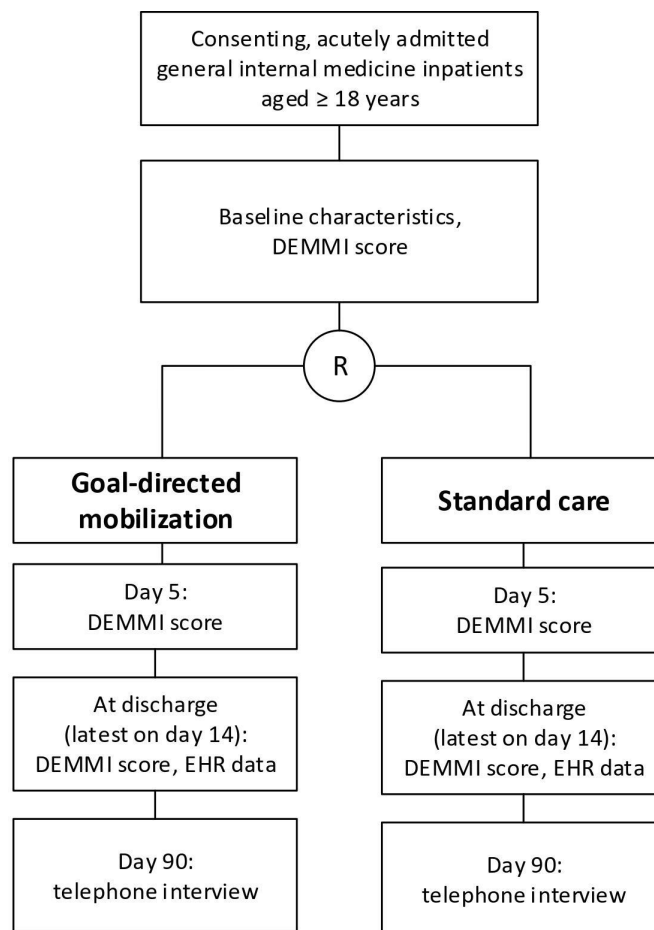 Consenting, acutely admitted
general internal medicine inpatients
aged ≥ 18 years
Baseline characteristics,
DEMMI score
R
Goal-directed
mobilization
Day 5:
DEMMI score
At discharge
(latest on day 14):
DEMMI score, EHR data
Day 90:
telephone interview
Standard care
Day 5:
DEMMI score
At discharge
(latest on day 14):
DEMMI score, EHR data
Day 90:
telephone interview